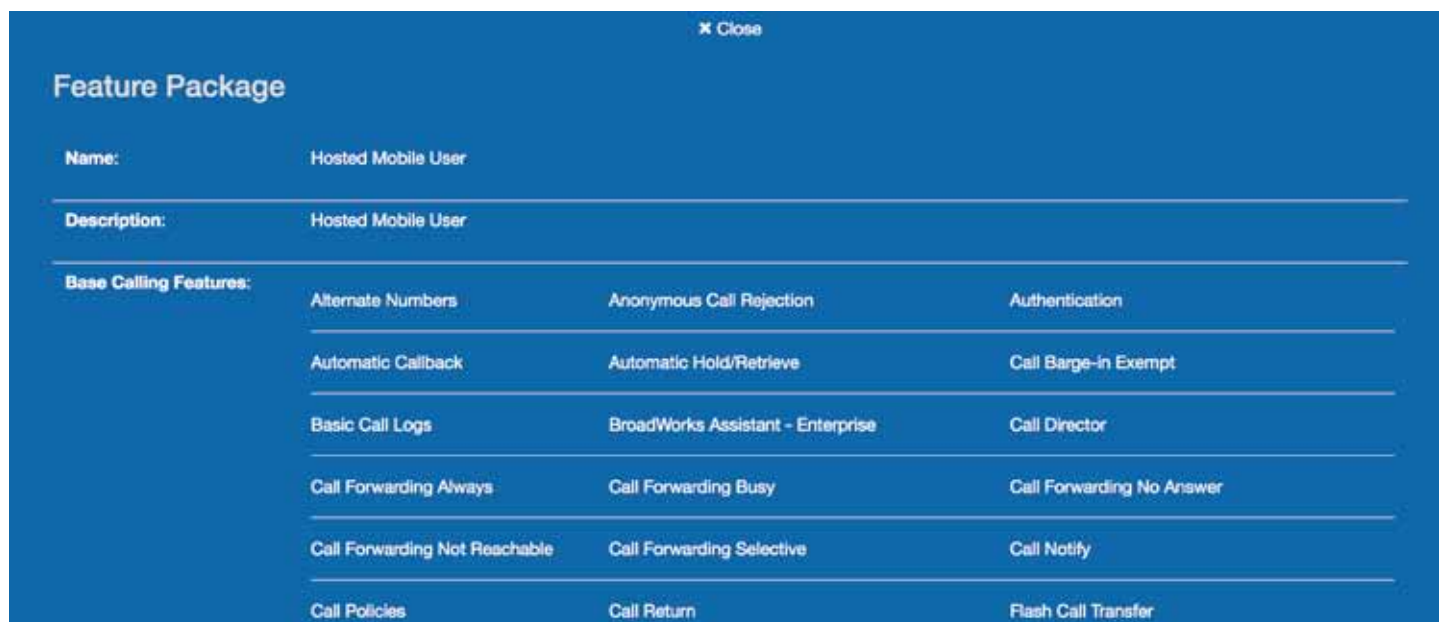 ✖ Close
Feature Package
Name: Hosted Mobile User
Description: Hosted Mobile User
Base Calling Features:
Alternate Numbers Anonymous Call Rejection Authentication
Automatic Callback Automatic Hold/Retrieve Call Barge-in Exempt
Basic Call Logs BroadWorks Assistant - Enterprise Call Director
Call Forwarding Always Call Forwarding Busy Call Forwarding No Answer
Call Forwarding Not Reachable Call Forwarding Selective Call Notify
Call Policies Call Return Flash Call Transfer